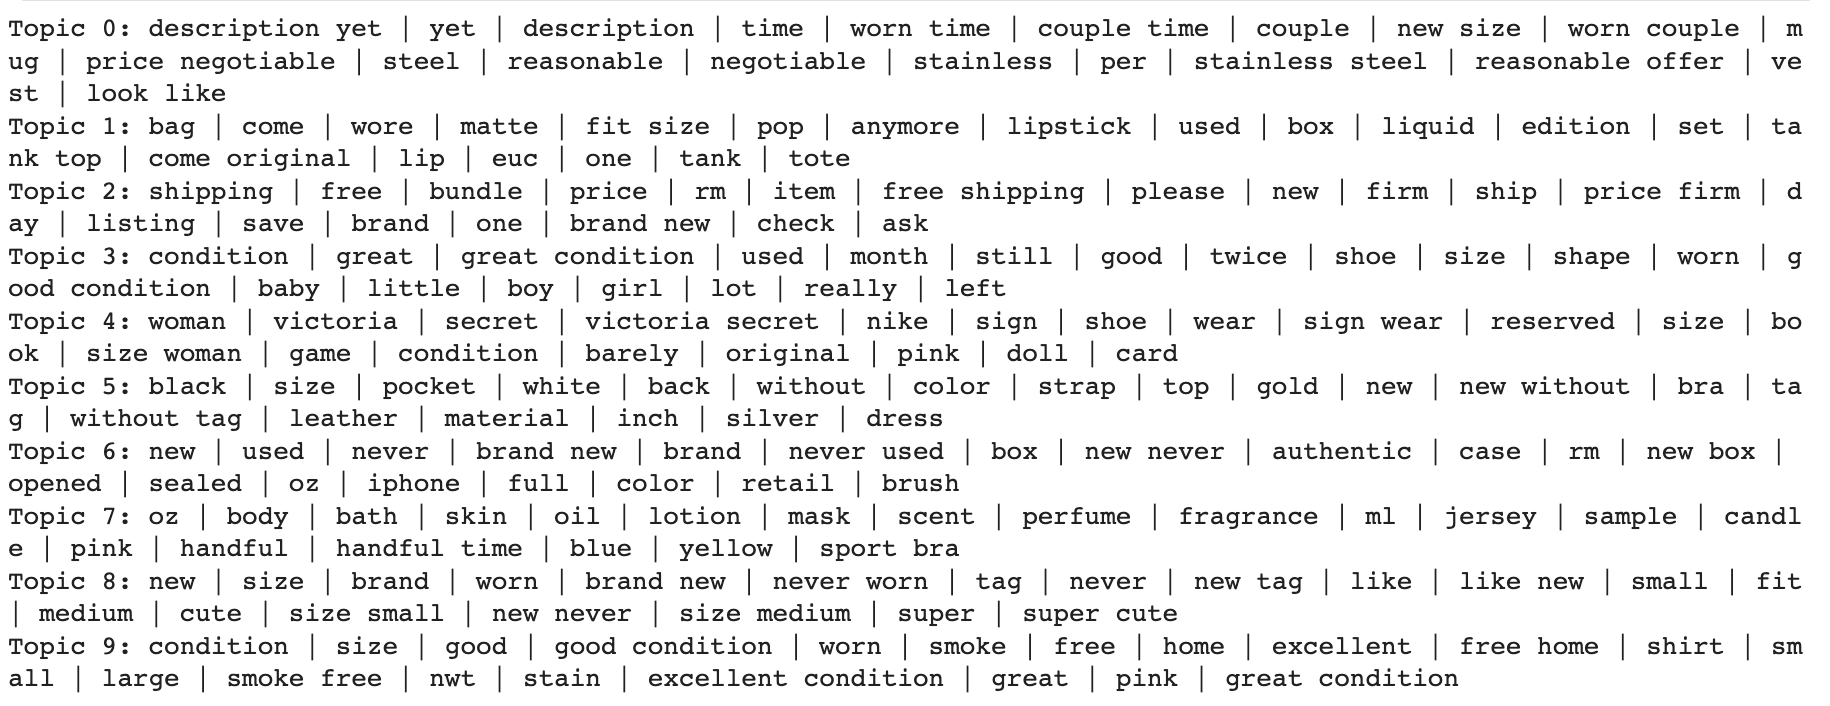 Topic 0: description yet | yet | description | time | worn time | couple time | couple | new size | worn couple | m
ug | price negotiable | steel | reasonable | negotiable | stainless | per | stainless steel | reasonable offer | ve
st | look like
Topic 1: bag | come | wore | matte | fit size | pop | anymore | lipstick | used | box | liquid | edition | set | ta
nk top | come original | lip | euc | one | tank | tote
Topic 2: shipping | free | bundle | price | rm | item | free shipping | please | new | firm | ship | price firm | d
ay | listing | save | brand | one | brand new | check | ask
Topic 3: condition | great | great condition | used | month | still | good | twice | shoe | size | shape | worn | g
ood condition | baby | little | boy | girl | lot | really | left
Topic 4: woman | victoria | secret | victoria secret | nike | sign | shoe | wear | sign wear | reserved | size | bo
ok | size woman | game | condition | barely | original | pink | doll | card
Topic 5: black | size | pocket | white | back | without | color | strap | top | gold | new | new without | bra | ta
g | without tag | leather | material | inch | silver | dress
Topic 6: new | used | never | brand new | brand | never used | box | new never | authentic | case | rm | new box |
opened | sealed | oz | iphone | full | color | retail | brush
Topic 7: oz | body | bath | skin | oil | lotion | mask | scent | perfume | fragrance | ml | jersey | sample | candl
e | pink | handful | handful time | blue | yellow | sport bra
Topic 8: new | size | brand | worn | brand new | never worn | tag | never | new tag | like | like new | small | fit
| medium | cute | size small | new never | size medium | super | super cute
Topic 9: condition | size | good | good condition | worn | smoke | free | home | excellent | free home | shirt | sm
all | large | smoke free | nwt | stain | excellent condition | great | pink | great condition